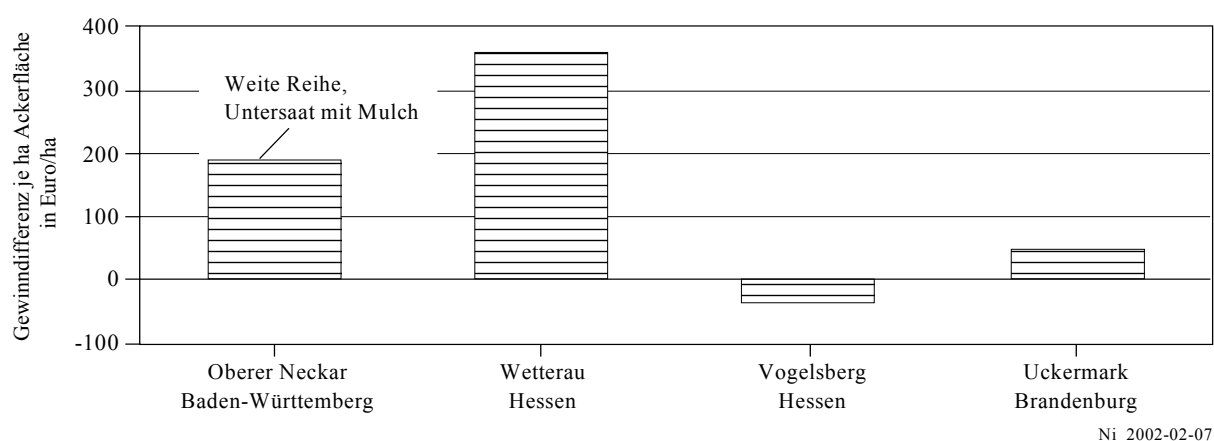 Gewinndifferenz je ha Ackerfläche
in Euro/ha
400
300
200
100
0
-100
Weite Reihe,
Untersaat mit Mulch
Oberer Neckar
Baden-Württemberg
Wetterau
Hessen
Vogelsberg
Hessen
Uckermark
Brandenburg
Ni 2002-02-07